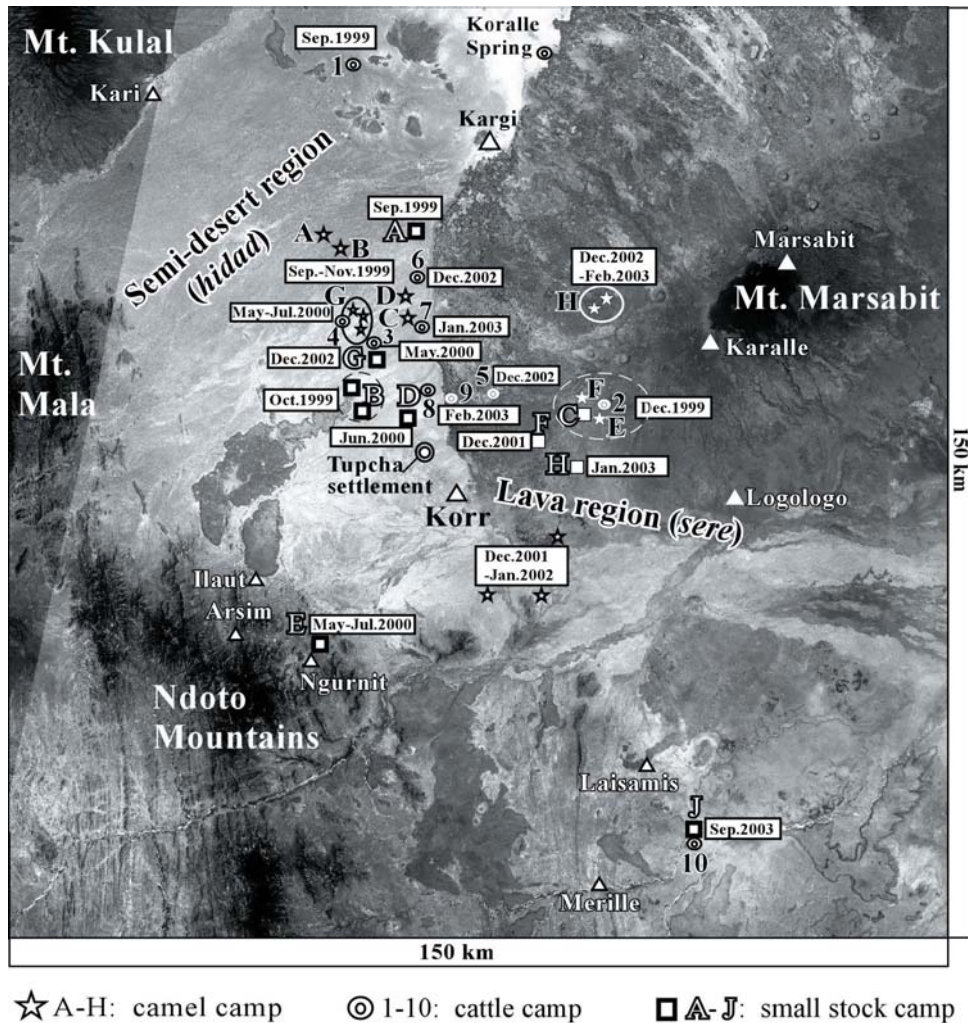 Mt. Kulal
Sep.1999
Koralle
Spring
1
Kari
Kargi
Semi-desert region
(hidad)
Sep.1999
A
A
B
Marsabit
Sep.-Nov.1999
6
Dec.2002
Dec.2002
-Feb.2003
Mt. Marsabit
G
D
H
May-Jul.2000
C
7
Jan.2003
4
3
Karalle
Dec.2002
G
May.2000
Mt.
Mala
5
Dec.2002
Oct.1999
B
D
8
9
F
2
Dec.1999
Feb.2003
C
E
Jun.2000
F
Dec.2001
Tupcha
settlement
H
Jan.2003
Korr
Lava region (sere)
Logologo
150 km
Dec.2001
-Jan.2002
Ilaut
Arsim
E
May-Jul.2000
Ngurnit
Ndoto
Mountains
Laisamis
J
Sep.2003
10
Merille
150 km
A-H: camel camp 1-10: cattle camp A-J: small stock camp